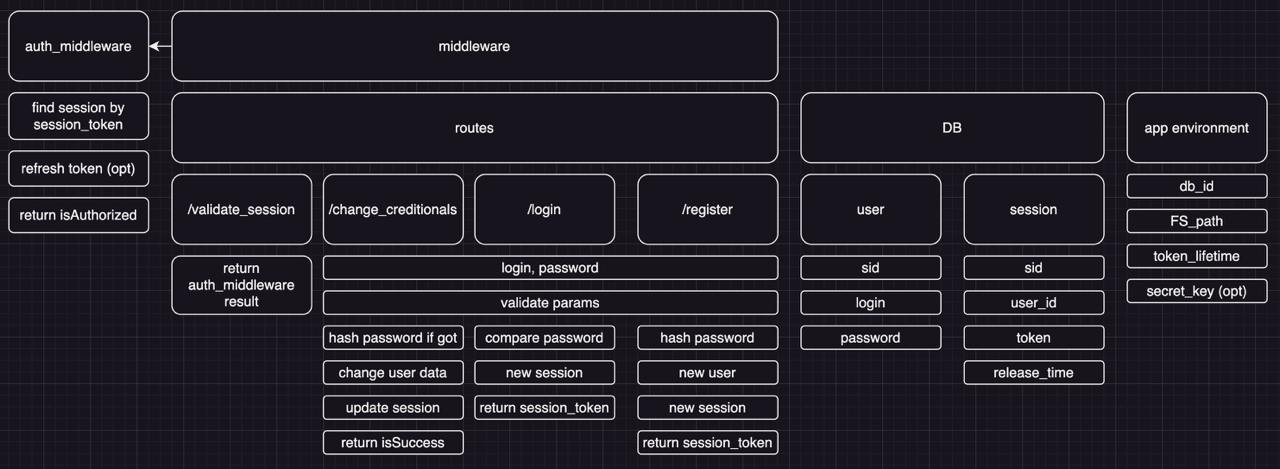 auth_middleware
middleware
find session by
session_token
refresh token (opt)
return isAuthorized
routes
DB
app environment
/validate_session
/change_creditionals
/login
/register
user
session
return
auth_middleware
result
login, password
validate params
hash password if got
change user data
update session
return isSuccess
compare password
new session
return session_token
hash password
new user
new session
return session_token
sid
login
password
sid
user_id
token
release_time
db_id
FS_path
token_lifetime
secret_key (opt)